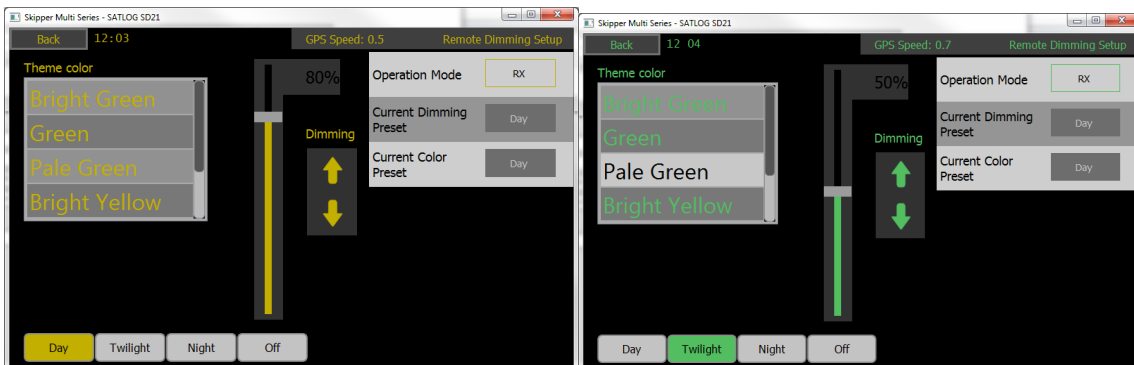 Skipper Multi Series - SATLOG SD21
Back 12:03 GPS Speed: 0.5 Remote Dimming Setup
Theme color
Bright Green
Green
Pale Green
Bright Yellow
80%
Dimming
Operation Mode RX
Current Dimming
Preset Day
Current Color
Preset Day
Day Twilight Night Off
Skipper Multi Series - SATLOG SD21
Back 12 04 GPS Speed: 0.7 Remote Dimming Setup
Theme color
Bright Green
Green
Pale Green
Bright Yellow
50%
Dimming
Operation Mode RX
Current Dimming
Preset Day
Current Color
Preset Day
Day Twilight Night Off